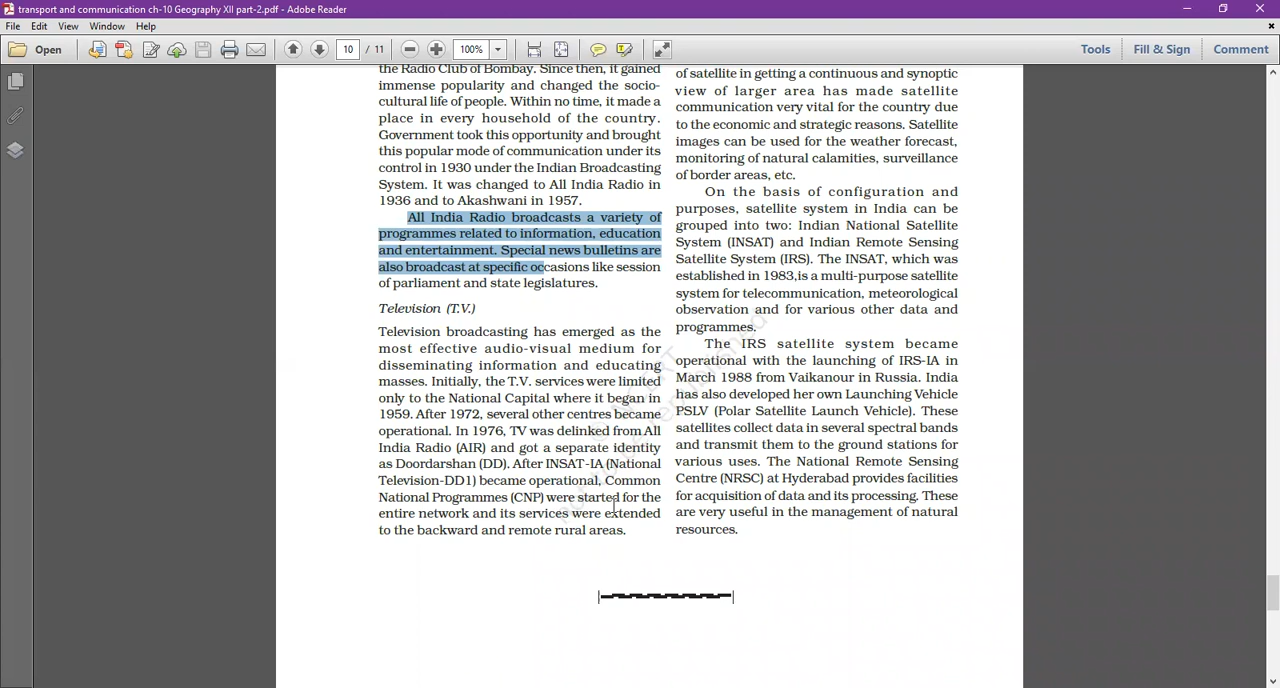 transport and communication ch-10 Geography XII part-2.pdf - Adobe Reader
File Edit View Window Help
Open 10 / 11 100% Tools Fill & Sign Comment
the Radio Club of Bombay. Since then, it gained
immense popularity and changed the socio-
cultural life of people. Within no time, it made a
place in every household of the country.
Government took this opportunity and brought
this popular mode of communication under its
control in 1930 under the Indian Broadcasting
System. It was changed to All India Radio in
1936 and to Akashwani in 1957.
All India Radio broadcasts a variety of
programmes related to information, education
and entertainment. Special news bulletins are
also broadcast at specific occasions like session
of parliament and state legislatures.
Television (T.V.)
Television broadcasting has emerged as the
most effective audio-visual medium for
disseminating information and educating
masses. Initially, the T.V. services were limited
only to the National Capital where it began in
1959. After 1972, several other centres became
operational. In 1976, TV was delinked from All
India Radio (AIR) and got a separate identity
as Doordarshan (DD). After INSAT-IA (National
Television-DD1) became operational, Common
National Programmes (CNP) were started for the
entire network and its services were extended
to the backward and remote rural areas.
of satellite in getting a continuous and synoptic
view of larger area has made satellite
communication very vital for the country due
to the economic and strategic reasons. Satellite
images can be used for the weather forecast,
monitoring of natural calamities, surveillance
of border areas, etc.
On the basis of configuration and
purposes, satellite system in India can be
grouped into two: Indian National Satellite
System (INSAT) and Indian Remote Sensing
Satellite System (IRS). The INSAT, which was
established in 1983,is a multi-purpose satellite
system for telecommunication, meteorological
observation and for various other data and
programmes.
The IRS satellite system became
operational with the launching of IRS-IA in
March 1988 from Vaikanour in Russia. India
has also developed her own Launching Vehicle
PSLV (Polar Satellite Launch Vehicle). These
satellites collect data in several spectral bands
and transmit them to the ground stations for
various uses. The National Remote Sensing
Centre (NRSC) at Hyderabad provides facilities
for acquisition of data and its processing. These
are very useful in the management of natural
resources.